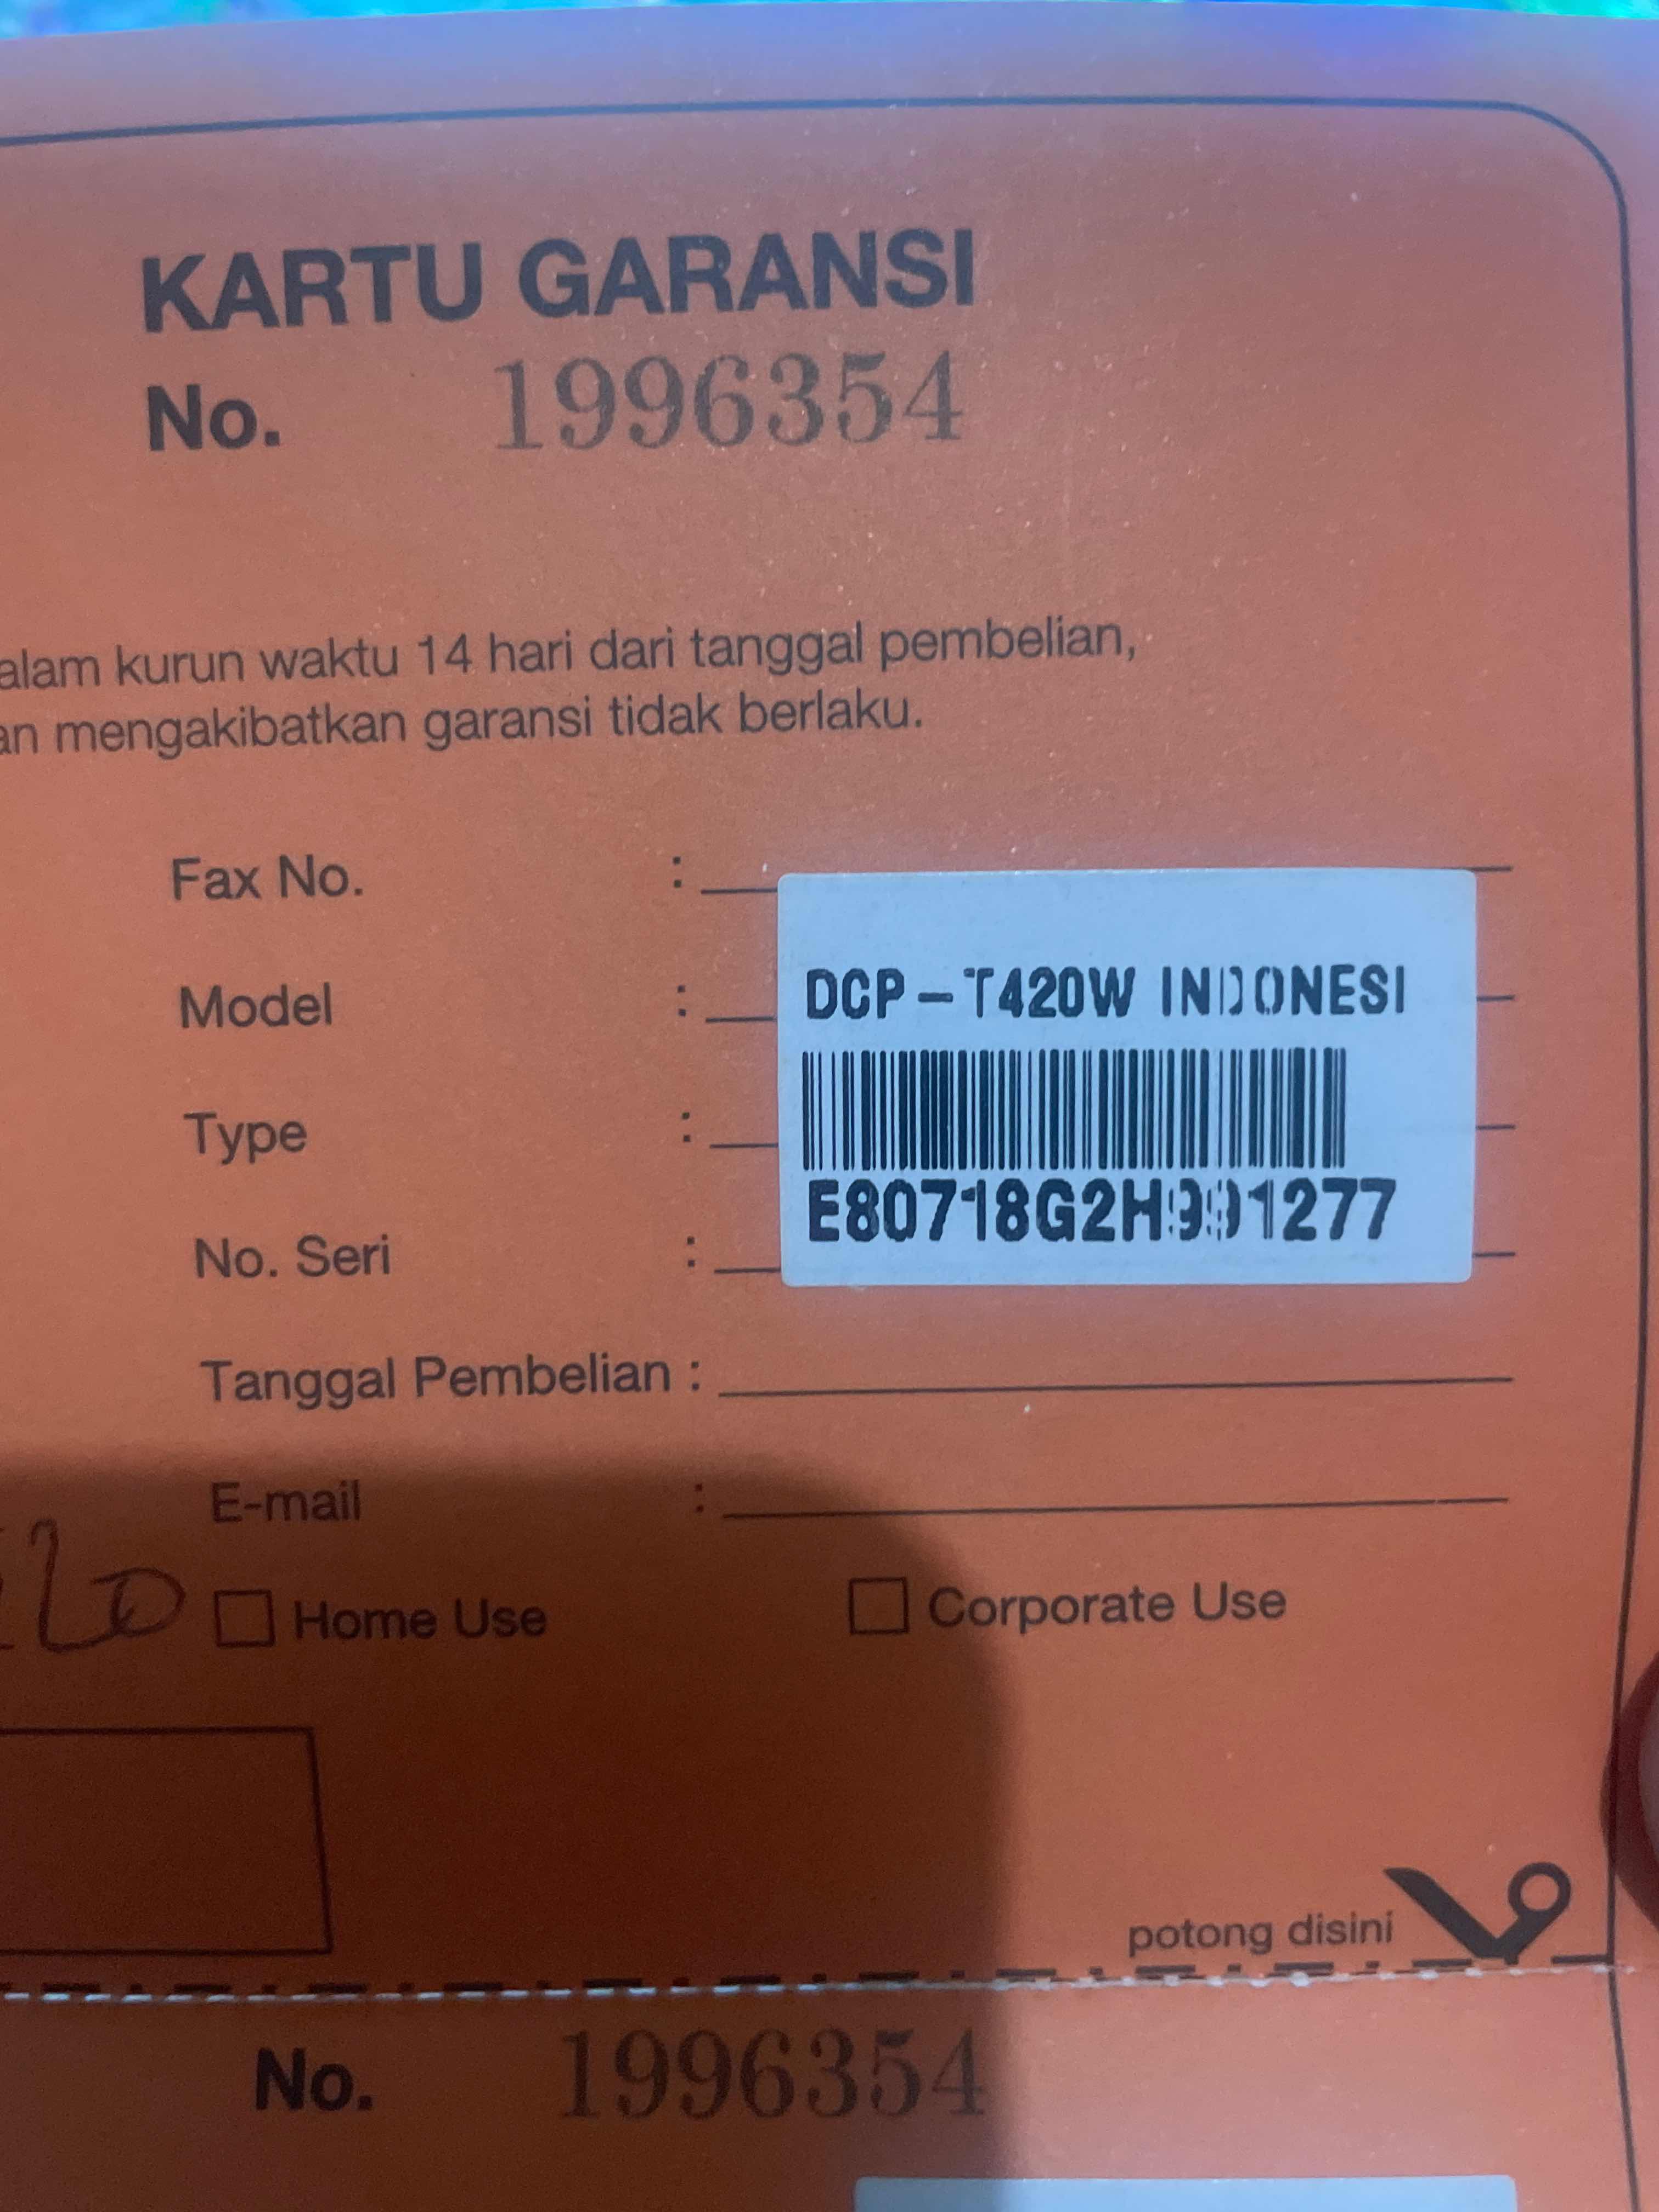 KARTU GARANSI
No. 1996354
alam kurun waktu 14 hari dari tanggal pembelian,
an mengakibatkan garansi tidak berlaku.
Fax No. :
Model : DCP-T420W INDONESI
Type :
No. Seri :
Tanggal Pembelian :
E-mail :
Home Use
Corporate Use
potong disini
No. 1996354